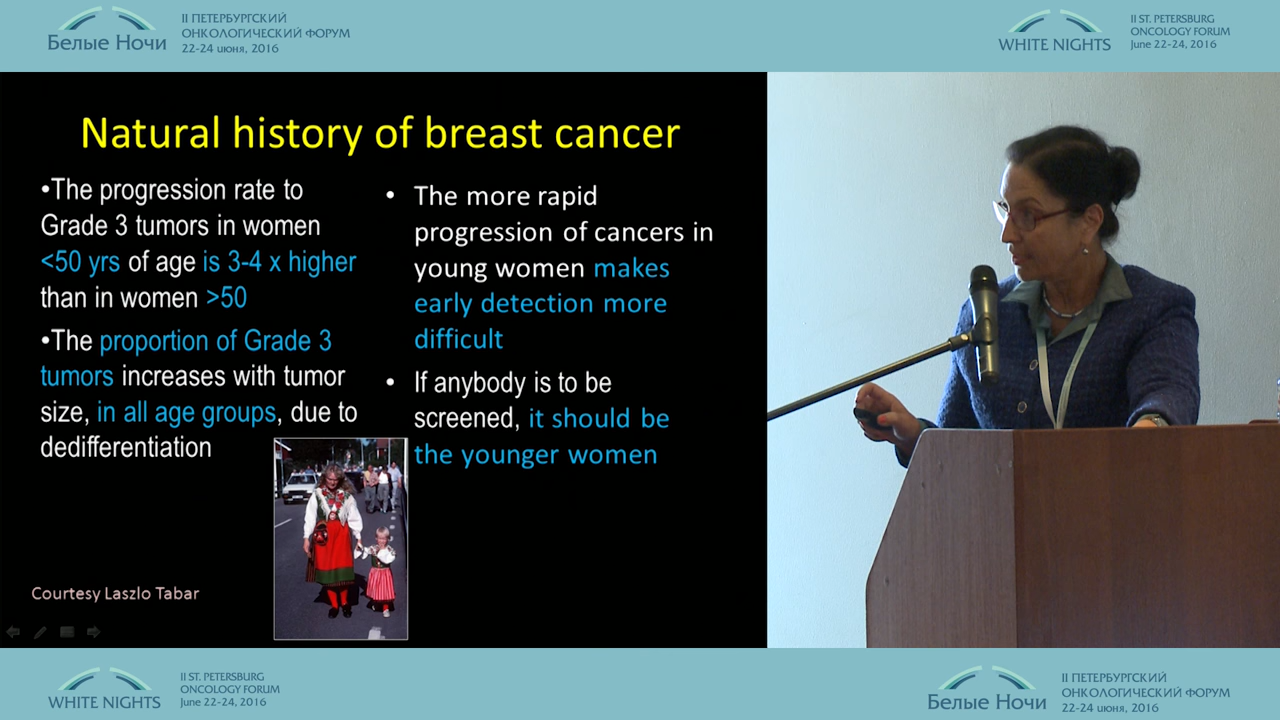 Белые Ночи
II ПЕТЕРБУРГСКИЙ
ОНКОЛОГИЧЕСКИЙ ФОРУМ
22-24 июня, 2016
WHITE NIGHTS
II ST. PETERSBURG
ONCOLOGY FORUM
June 22-24, 2016
Natural history of breast cancer
•The progression rate to
Grade 3 tumors in women
<50 yrs of age is 3-4 x higher
than in women >50
•The proportion of Grade 3
tumors increases with tumor
size, in all age groups, due to
dedifferentiation
• The more rapid
progression of cancers in
young women makes
early detection more
difficult
• If anybody is to be
screened, it should be
the younger women
Courtesy Laszlo Tabar
WHITE NIGHTS
II ST. PETERSBURG
ONCOLOGY FORUM
June 22-24, 2016
Белые Ночи
II ПЕТЕРБУРГСКИЙ
ОНКОЛОГИЧЕСКИЙ ФОРУМ
22-24 июня, 2016